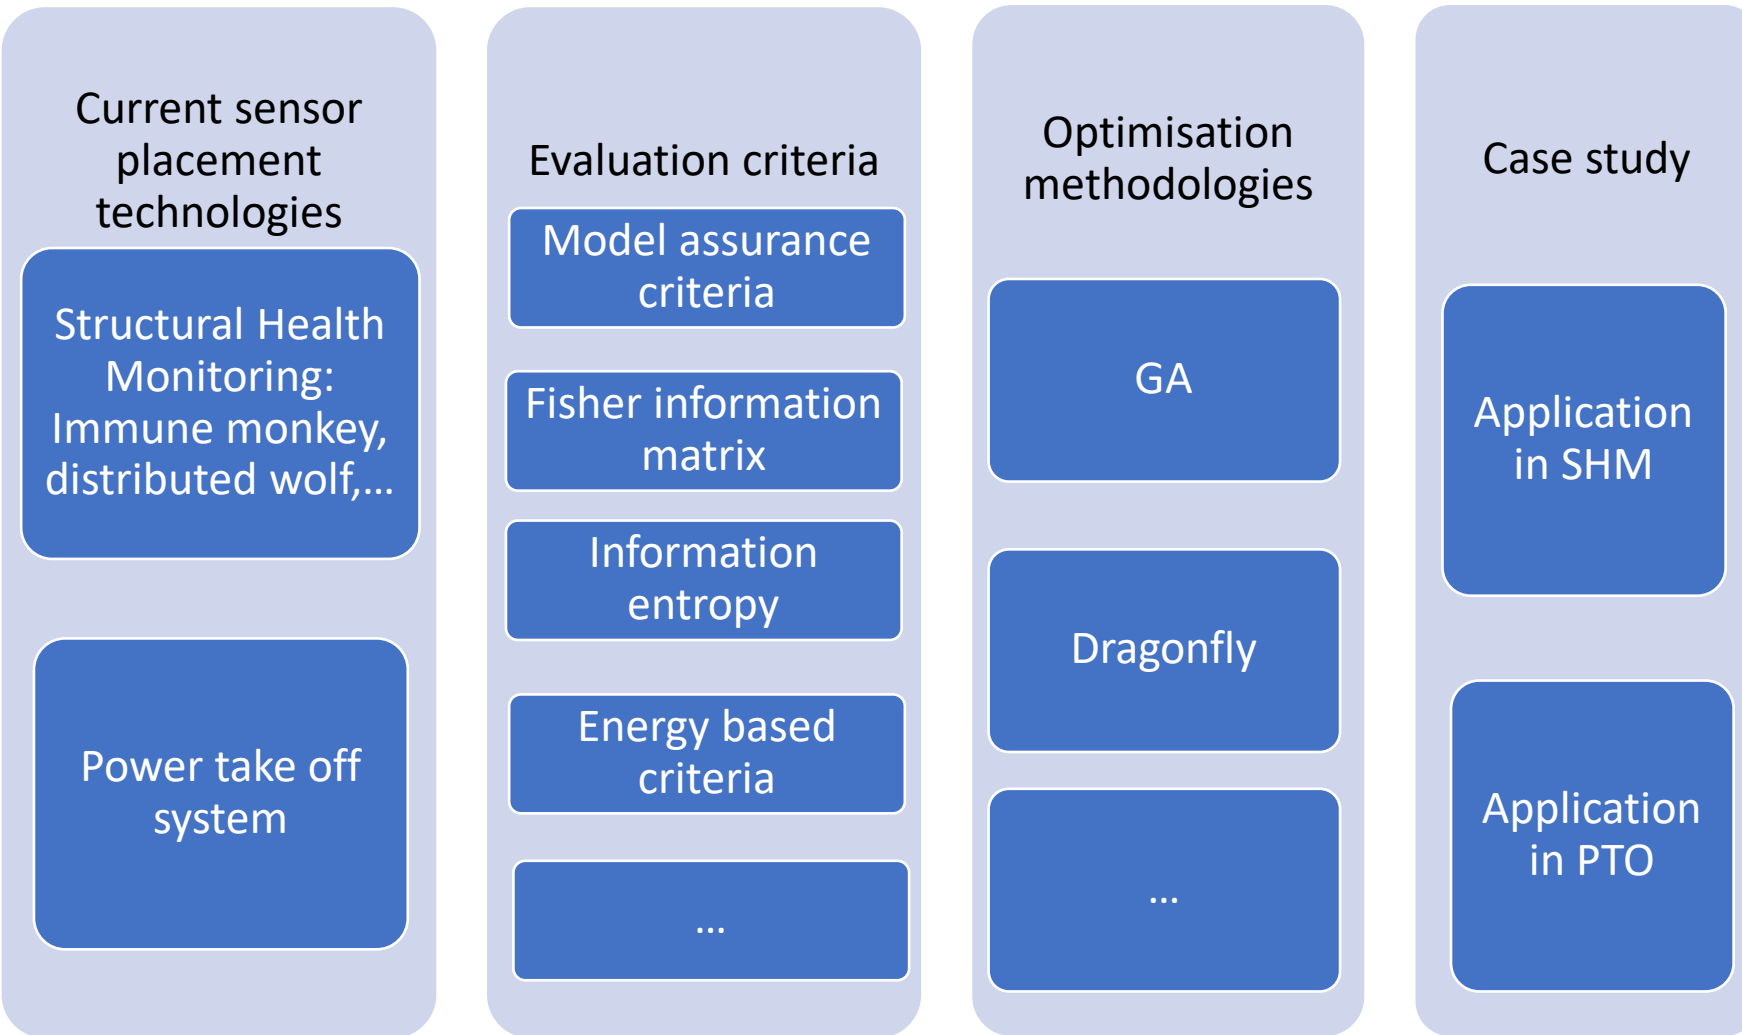 Current sensor
placement
technologies
Structural Health
Monitoring:
Immune monkey,
distributed wolf,...
Power take off
system
Evaluation criteria
Model assurance
criteria
Fisher information
matrix
Information
entropy
Energy based
criteria
...
Optimisation
methodologies
GA
Dragonfly
...
Case study
Application
in SHM
Application
in PTO